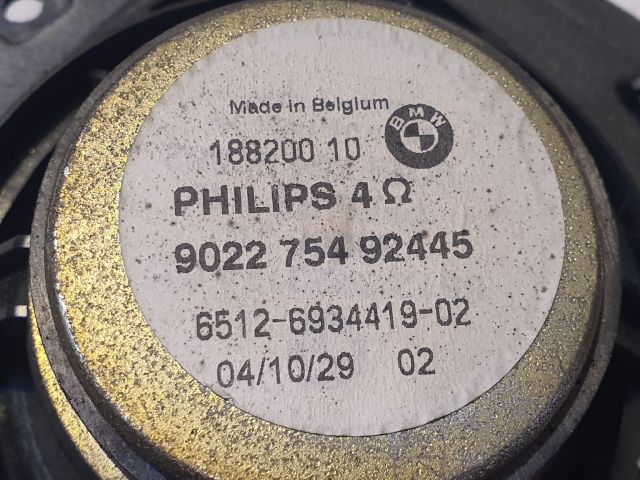 Made in Belgium
BMW
188200 10
PHILIPS 4 Ω
9022 754 92445
6512-6934419-02
04/10/29 02